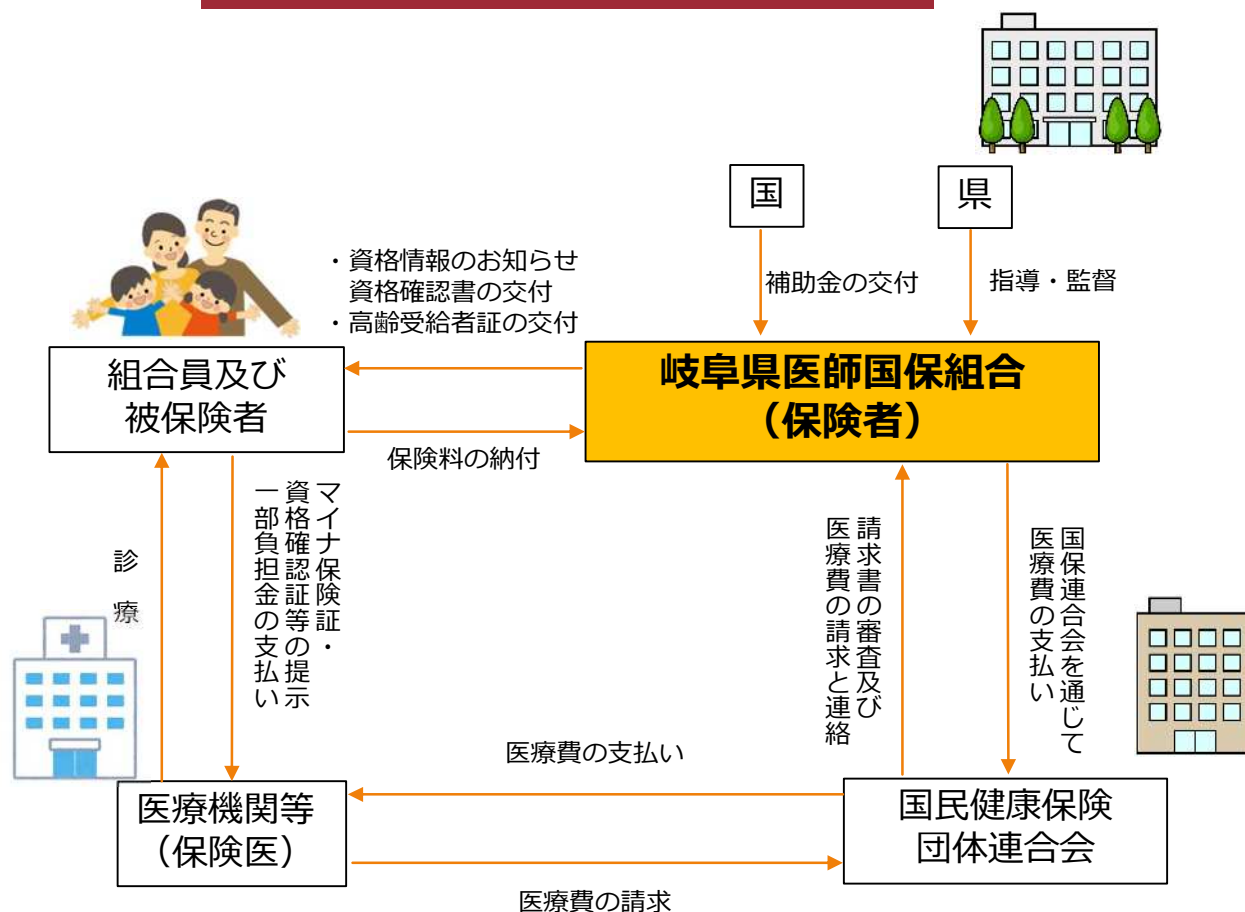 国
県
補助金の交付
指導・監督
・資格情報のお知らせ
資格確認書の交付
・高齢受給者証の交付
組合員及び
被保険者
岐阜県医師国保組合
（保険者）
保険料の納付
診療
マイナ保険証・
資格確認証等の提示
一部負担金の支払い
請求書の審査及び
医療費の請求と連絡
国保連合会を通じて
医療費の支払い
医療費の支払い
医療機関等
（保険医）
国民健康保険
団体連合会
医療費の請求